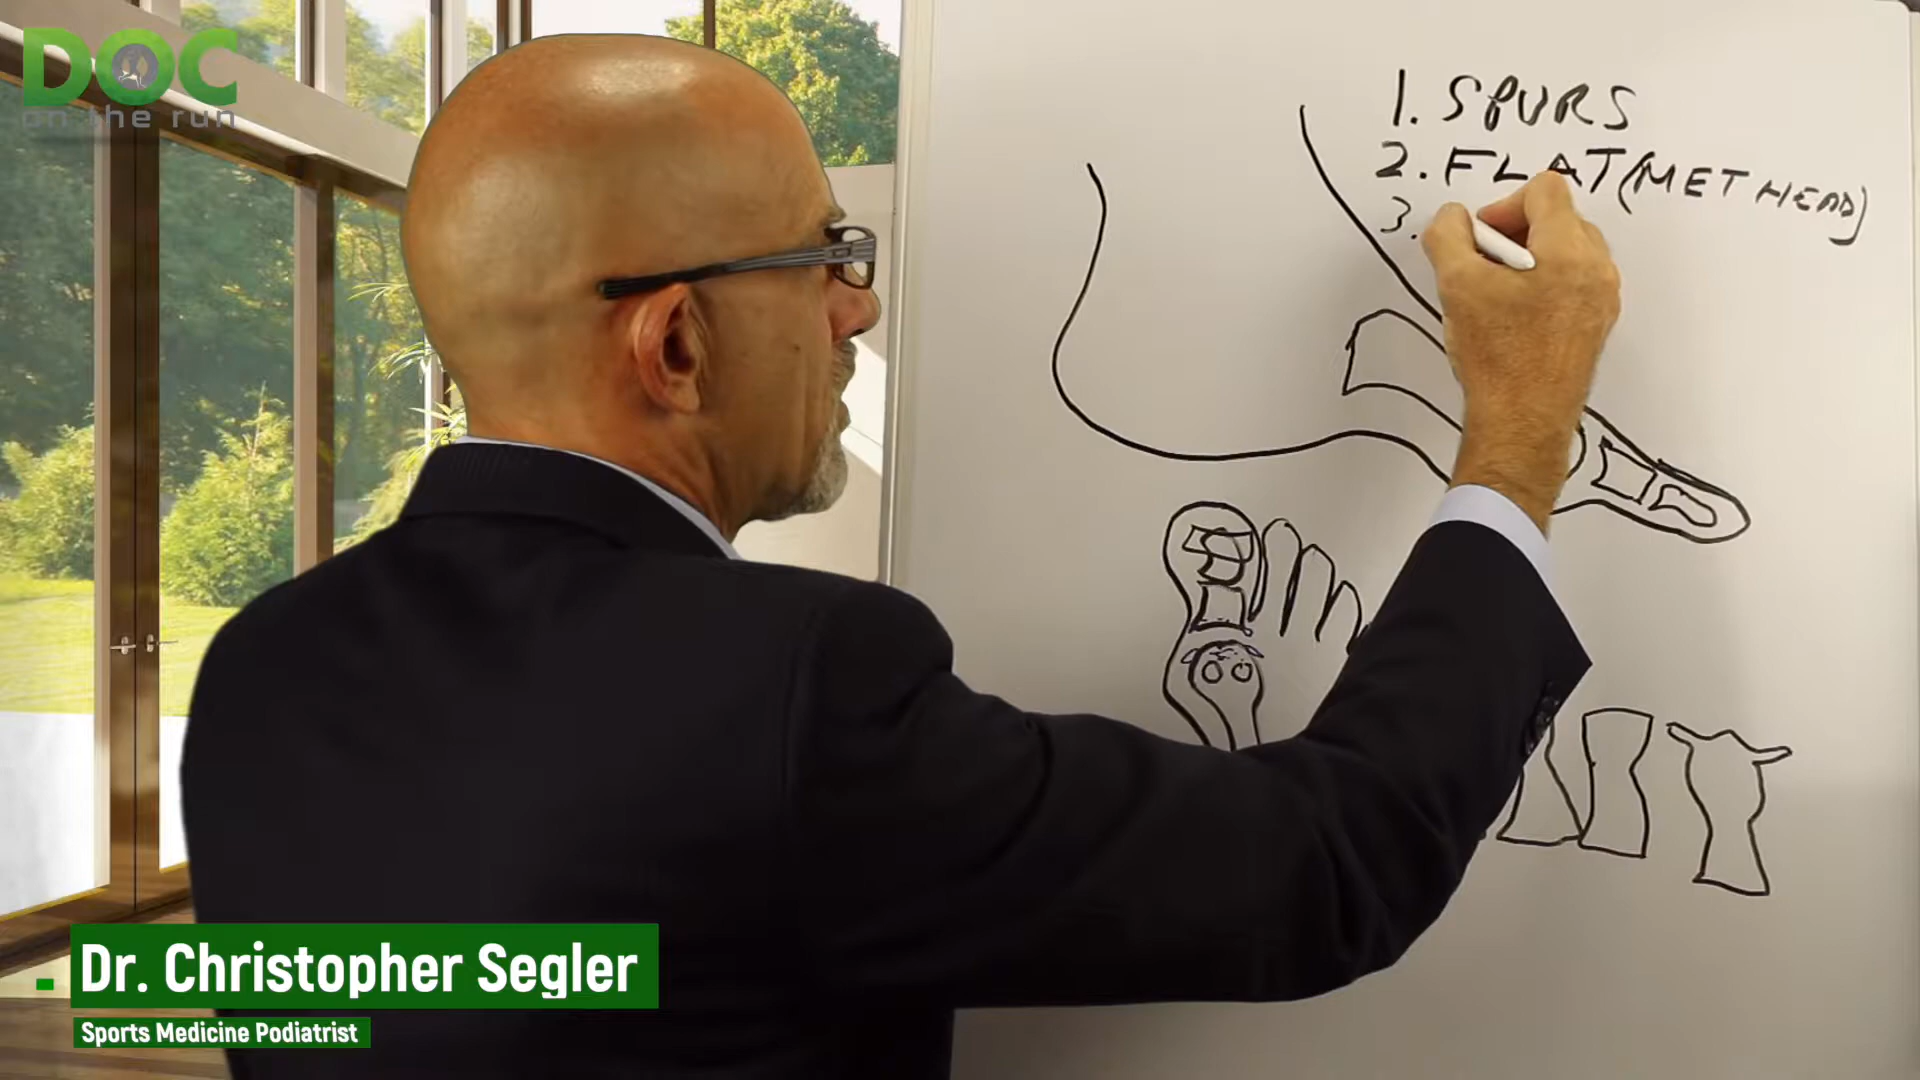 DOC
on the run
1. SPURS
2. FLAT (MET HEAD)
3.
Dr. Christopher Segler
Sports Medicine Podiatrist